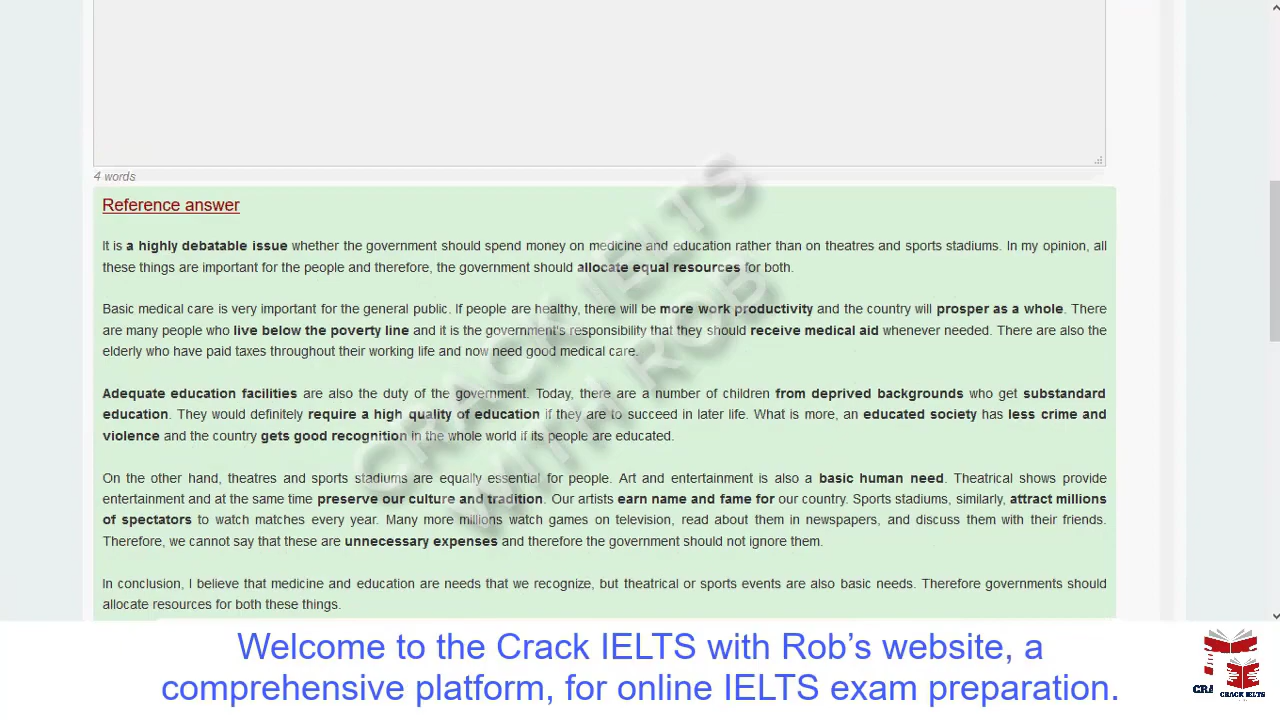 4 words
Reference answer
It is a highly debatable issue whether the government should spend money on medicine and education rather than on theatres and sports stadiums. In my opinion, all
these things are important for the people and therefore, the government should allocate equal resources for both.
Basic medical care is very important for the general public. If people are healthy, there will be more work productivity and the country will prosper as a whole. There
are many people who live below the poverty line and it is the government's responsibility that they should receive medical aid whenever needed. There are also the
elderly who have paid taxes throughout their working life and now need good medical care.
Adequate education facilities are also the duty of the government. Today, there are a number of children from deprived backgrounds who get substandard
education. They would definitely require a high quality of education if they are to succeed in later life. What is more, an educated society has less crime and
violence and the country gets good recognition in the whole world if its people are educated.
On the other hand, theatres and sports stadiums are equally essential for people. Art and entertainment is also a basic human need. Theatrical shows provide
entertainment and at the same time preserve our culture and tradition. Our artists earn name and fame for our country. Sports stadiums, similarly, attract millions
of spectators to watch matches every year. Many more millions watch games on television, read about them in newspapers, and discuss them with their friends.
Therefore, we cannot say that these are unnecessary expenses and therefore the government should not ignore them.
In conclusion, I believe that medicine and education are needs that we recognize, but theatrical or sports events are also basic needs. Therefore governments should
allocate resources for both these things.
CRACK IELTS
WITH ROB
Welcome to the Crack IELTS with Rob’s website, a
comprehensive platform, for online IELTS exam preparation.
CRACK IELTS